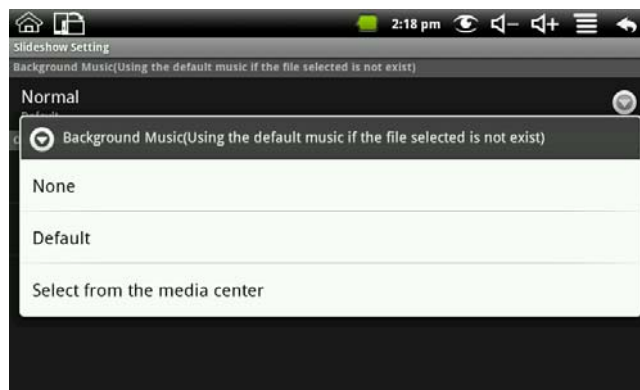 2:18 pm
Slideshow Setting
Background Music(Using the default music if the file selected is not exist)
Normal
Default
Background Music(Using the default music if the file selected is not exist)
None
Default
Select from the media center